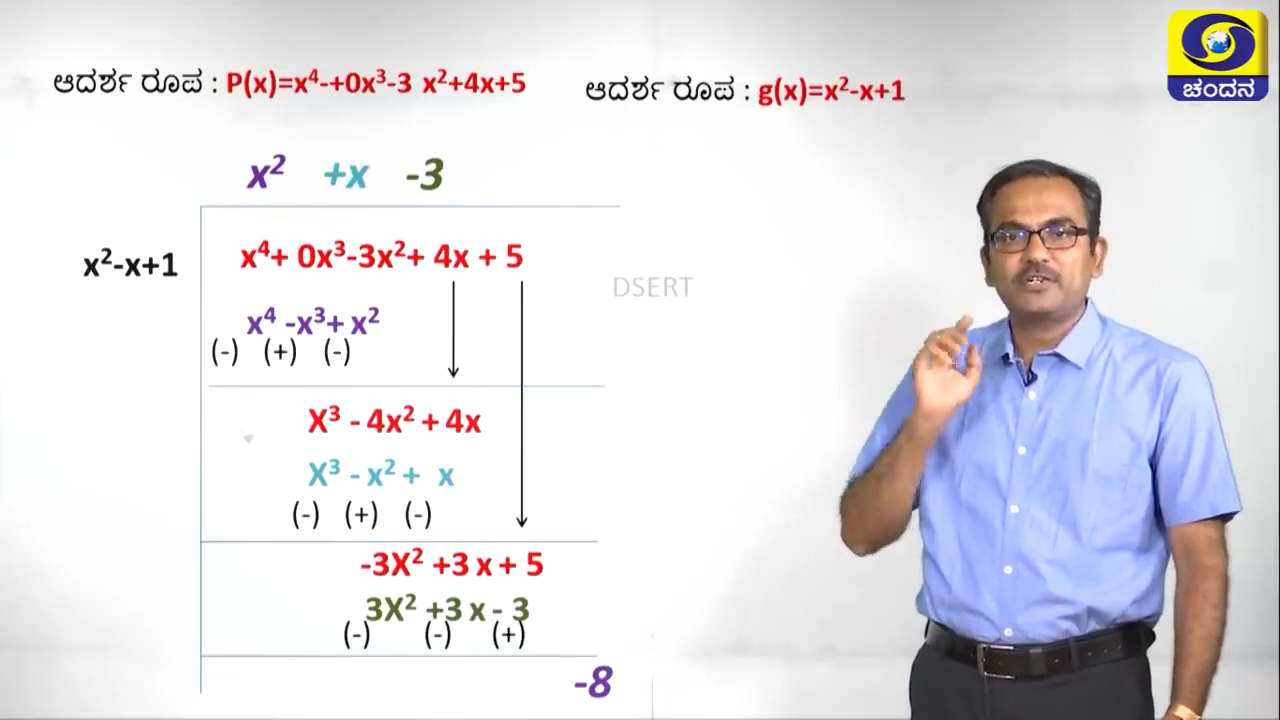 ಆದರ್ಶ ರೂಪ : P(x)=x⁴-+0x³-3 x²+4x+5
ಆದರ್ಶ ರೂಪ : g(x)=x²-x+1
ಚಂದನ
x² +x -3
x²-x+1
x⁴+ 0x³-3x²+ 4x + 5
DSERT
x⁴ -x³+ x²
(-) (+) (-)
X³ - 4x² + 4x
X³ - x² + x
(-) (+) (-)
-3X² +3 x + 5
3X² +3 x - 3
(-) (-) (+)
-8